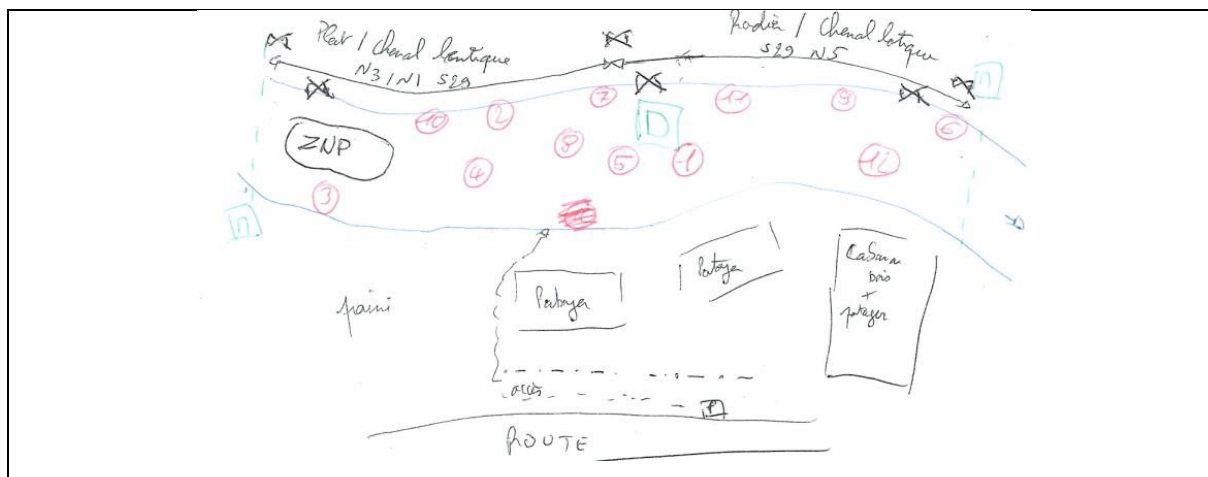 Plat / Chenal lentique
N3 / N1 S29
Radier / Chenal lotique
S29 N5
10
2
7
11
9
6
ZNP
D
8
5
1
4
12
3
Potager
Potager
Cabane
bois
+
potager
accès
P
ROUTE